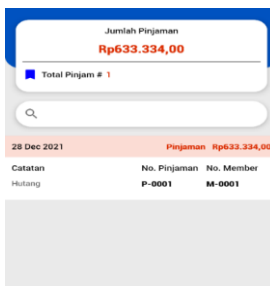 Jumlah Pinjaman
Rp633.334,00
Total Pinjam # 1
28 Dec 2021 Pinjaman Rp633.334,00
Catatan No. Pinjaman No. Member
Hutang P-0001 M-0001